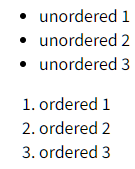 • unordered 1
• unordered 2
• unordered 3
1. ordered 1
2. ordered 2
3. ordered 3